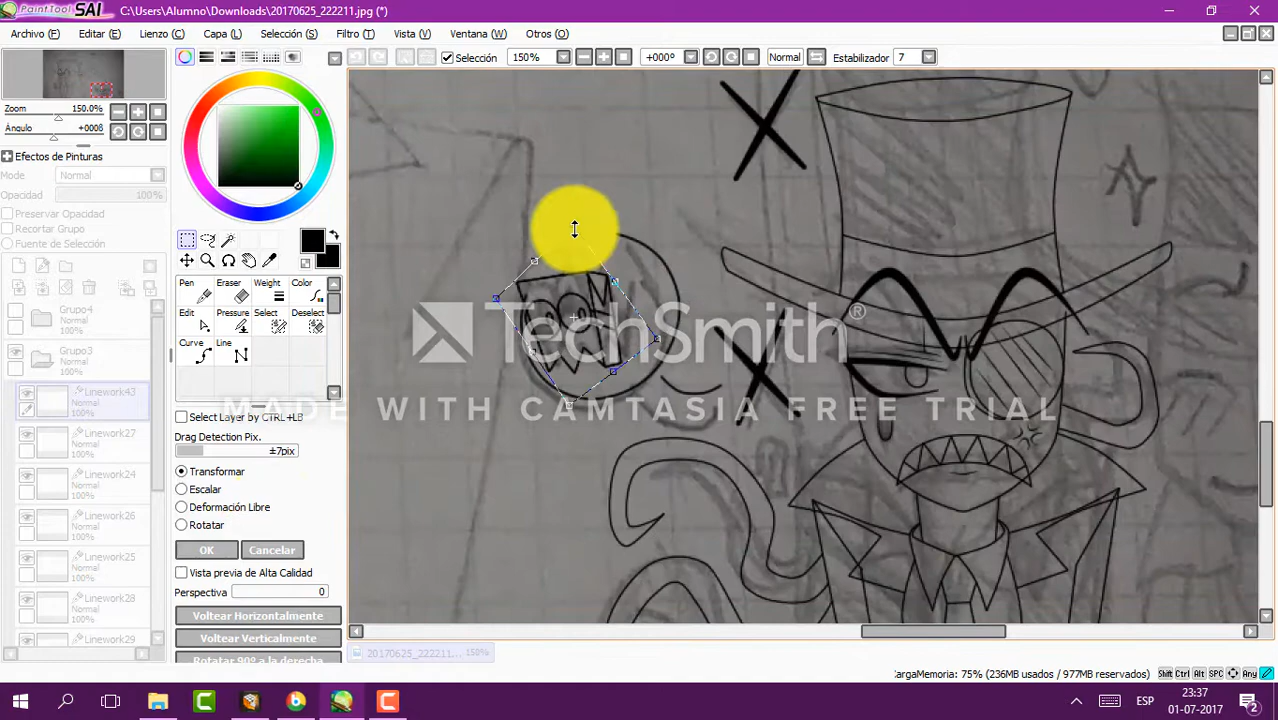 PaintTool SAI C:\Users\Alumno\Downloads\20170625_222211.jpg (*)
Archivo (F) Editar (E) Lienzo (C) Capa (L) Selección (S) Filtro (T) Vista (V) Ventana (W) Otros (O)
Selección 150% +000º Normal Estabilizador 7
Zoom 150.0%
Ángulo +000º
Efectos de Pinturas
Modo Normal
Opacidad 100%
Preservar Opacidad
Recortar Grupo
Fuente de Selección
Grupo4
100%
Grupo3
100%
Linework43
Normal
100%
Linework27
Normal
100%
Linework24
Normal
100%
Linework26
Normal
100%
Linework25
Normal
100%
Linework28
Normal
100%
Linework29
Normal
Pen Eraser Weight Color
Edit Pressure Select Deselect
Curve Line
Select Layer by CTRL+LB
Drag Detection Pix.
±7pix
Transformar
Escalar
Deformación Libre
Rotatar
OK Cancelar
Vista previa de Alta Calidad
Perspectiva 0
Voltear Horizontalmente
Voltear Verticalmente
Rotatar 90º a la derecha
TechSmith®
MADE WITH CAMTASIA FREE TRIAL
20170625_222211.... 150%
CargaMemoria: 75% (236MB usados / 977MB reservados) Shift Ctrl Alt SPC Any
ESP
23:37
01-07-2017
2